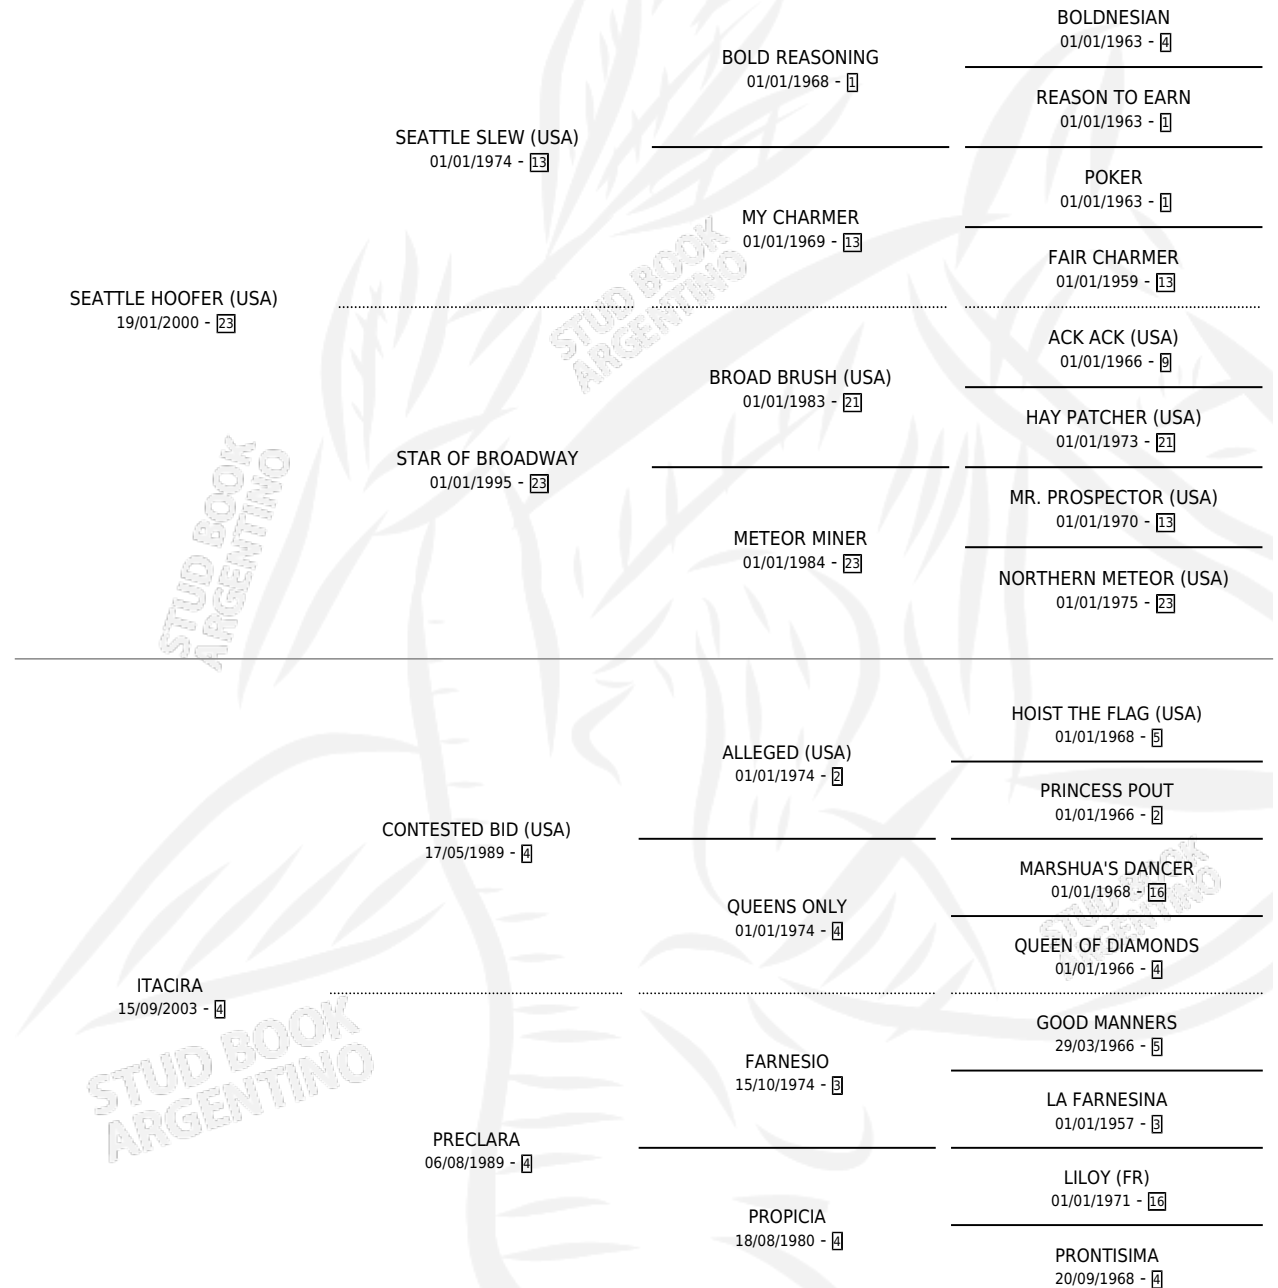 BOLDNESIAN
01/01/1963 - 4
BOLD REASONING
01/01/1968 - 1
REASON TO EARN
01/01/1963 - 1
SEATTLE SLEW (USA)
01/01/1974 - 13
POKER
01/01/1963 - 1
MY CHARMER
01/01/1969 - 13
FAIR CHARMER
01/01/1959 - 13
SEATTLE HOOFER (USA)
19/01/2000 - 23
STUD BOOK
ARGENTINO
ACK ACK (USA)
01/01/1966 - 9
BROAD BRUSH (USA)
01/01/1983 - 21
HAY PATCHER (USA)
01/01/1973 - 21
STAR OF BROADWAY
01/01/1995 - 23
MR. PROSPECTOR (USA)
01/01/1970 - 13
METEOR MINER
01/01/1984 - 23
NORTHERN METEOR (USA)
01/01/1975 - 23
STUD BOOK
ARGENTINO
HOIST THE FLAG (USA)
01/01/1968 - 5
ALLEGED (USA)
01/01/1974 - 2
PRINCESS POUT
01/01/1966 - 2
CONTESTED BID (USA)
17/05/1989 - 4
MARSHUA'S DANCER
01/01/1968 - 16
STUD BOOK
ARGENTINO
QUEENS ONLY
01/01/1974 - 4
QUEEN OF DIAMONDS
01/01/1966 - 4
ITACIRA
15/09/2003 - 4
STUD BOOK
ARGENTINO
GOOD MANNERS
29/03/1966 - 5
FARNESIO
15/10/1974 - 3
LA FARNESINA
01/01/1957 - 3
PRECLARA
06/08/1989 - 4
LILOY (FR)
01/01/1971 - 16
PROPICIA
18/08/1980 - 4
PRONTISIMA
20/09/1968 - 4